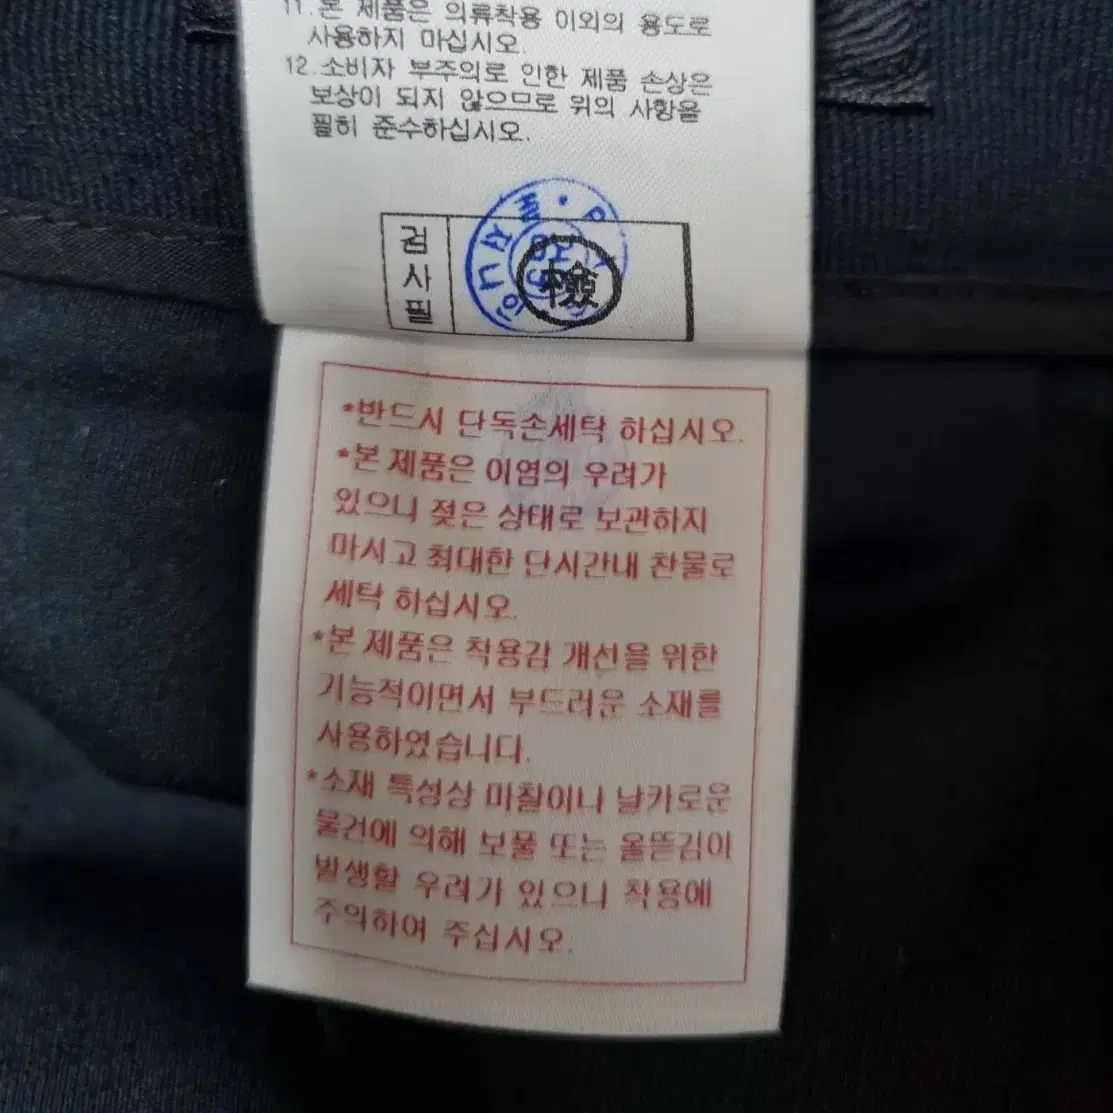 11.본 제품은 의류착용 이외의 용도로
사용하지 마십시오.
12.소비자 부주의로 인한 제품 손상은
보상이 되지 않으므로 위의 사항을
필히 준수하십시오.
검
사
필
檢
*반드시 단독손세탁 하십시오.
*본 제품은 이염의 우려가
있으니 젖은 상태로 보관하지
마시고 최대한 단시간내 찬물로
세탁 하십시오.
*본 제품은 착용감 개선을 위한
기능적이면서 부드러운 소재를
사용하였습니다.
*소재 특성상 마찰이나 날카로운
물건에 의해 보풀 또는 올뜯김이
발생할 우려가 있으니 착용에
주의하여 주십시오.